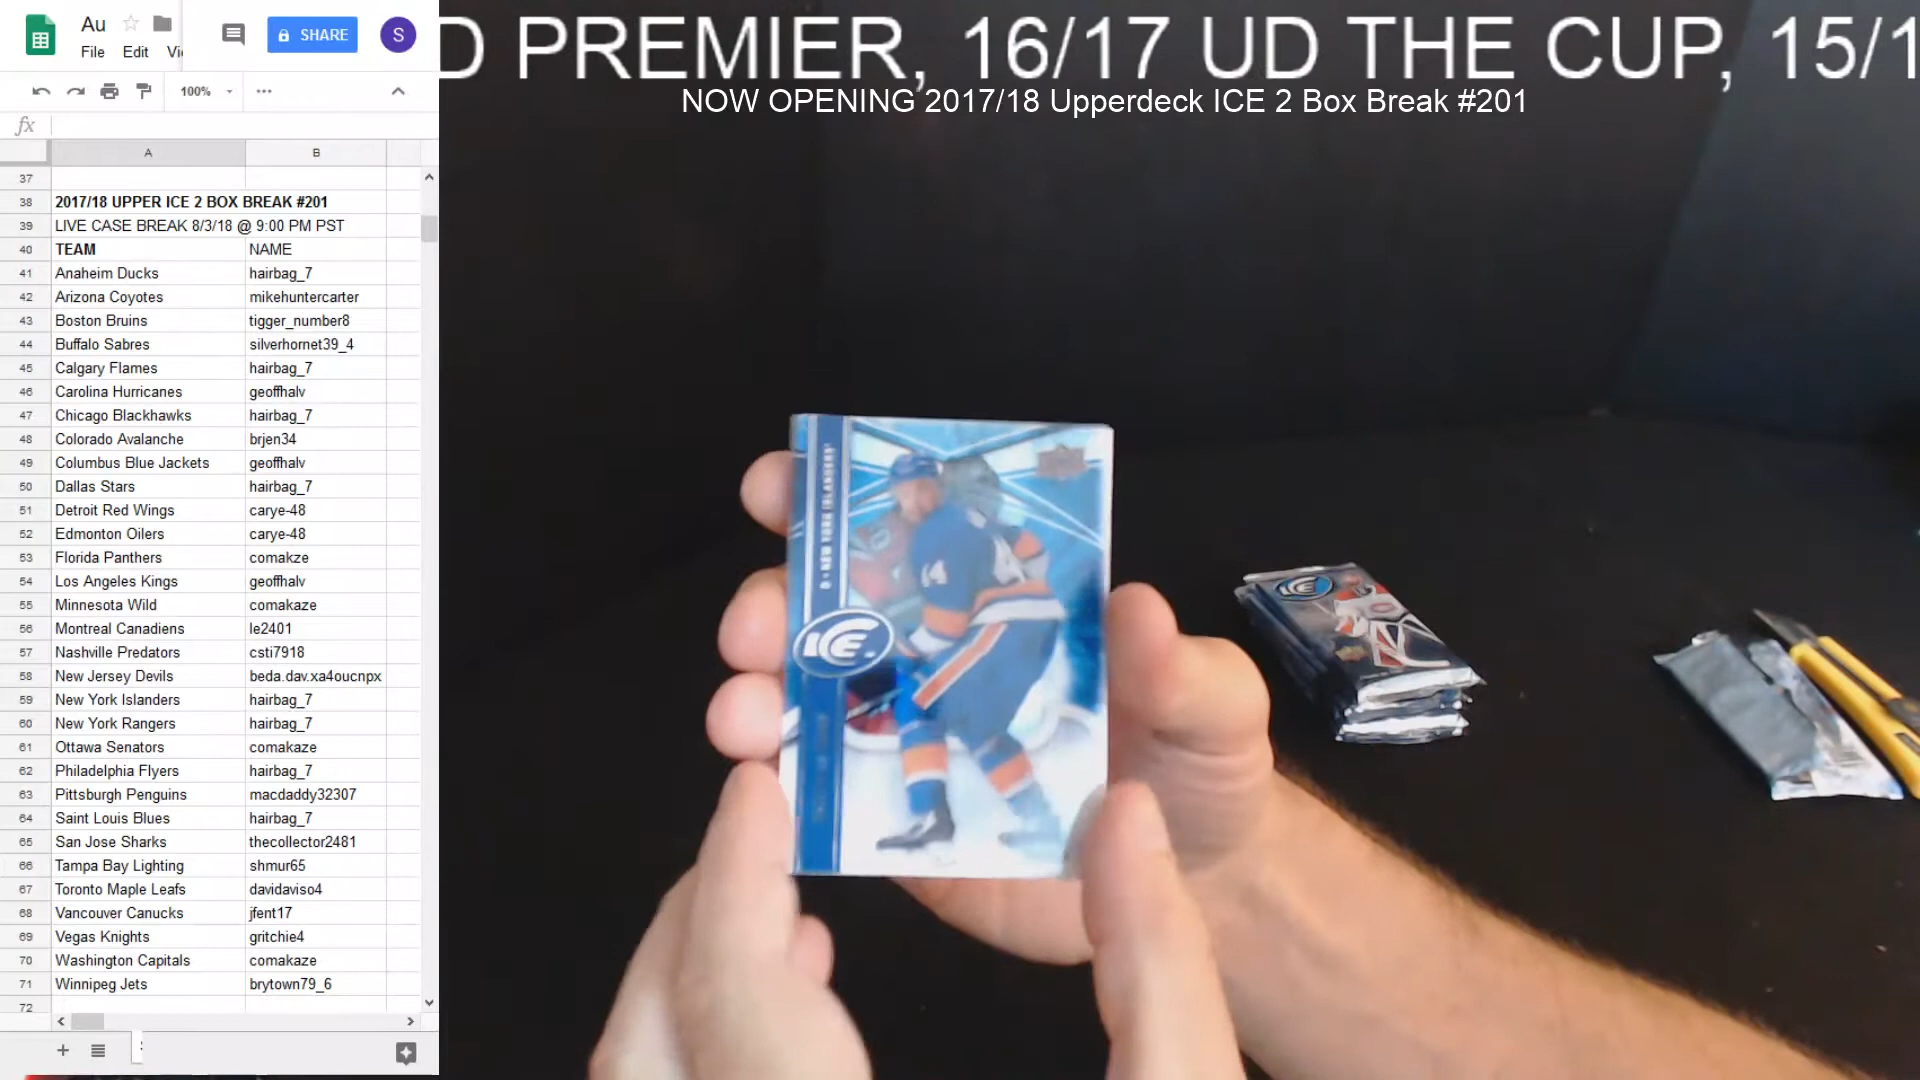 Au
SHARE
S
File Edit
100%
fx
A B
37
38 2017/18 UPPER ICE 2 BOX BREAK #201
39 LIVE CASE BREAK 8/3/18 @ 9:00 PM PST
40 TEAM NAME
41 Anaheim Ducks hairbag_7
42 Arizona Coyotes mikehuntercarter
43 Boston Bruins tigger_number8
44 Buffalo Sabres silverhornet39_4
45 Calgary Flames hairbag_7
46 Carolina Hurricanes geoffhalv
47 Chicago Blackhawks hairbag_7
48 Colorado Avalanche brjen34
49 Columbus Blue Jackets geoffhalv
50 Dallas Stars hairbag_7
51 Detroit Red Wings carye-48
52 Edmonton Oilers carye-48
53 Florida Panthers comakze
54 Los Angeles Kings geoffhalv
55 Minnesota Wild comakaze
56 Montreal Canadiens le2401
57 Nashville Predators csti7918
58 New Jersey Devils beda.dav.xa4oucnpx
59 New York Islanders hairbag_7
60 New York Rangers hairbag_7
61 Ottawa Senators comakaze
62 Philadelphia Flyers hairbag_7
63 Pittsburgh Penguins macdaddy32307
64 Saint Louis Blues hairbag_7
65 San Jose Sharks thecollector2481
66 Tampa Bay Lighting shmur65
67 Toronto Maple Leafs davidaviso4
68 Vancouver Canucks jfent17
69 Vegas Knights gritchie4
70 Washington Capitals comakaze
71 Winnipeg Jets brytown79_6
72
D PREMIER, 16/17 UD THE CUP, 15/1
NOW OPENING 2017/18 Upperdeck ICE 2 Box Break #201
D • NEW YORK ISLANDERS
ICE
ICE